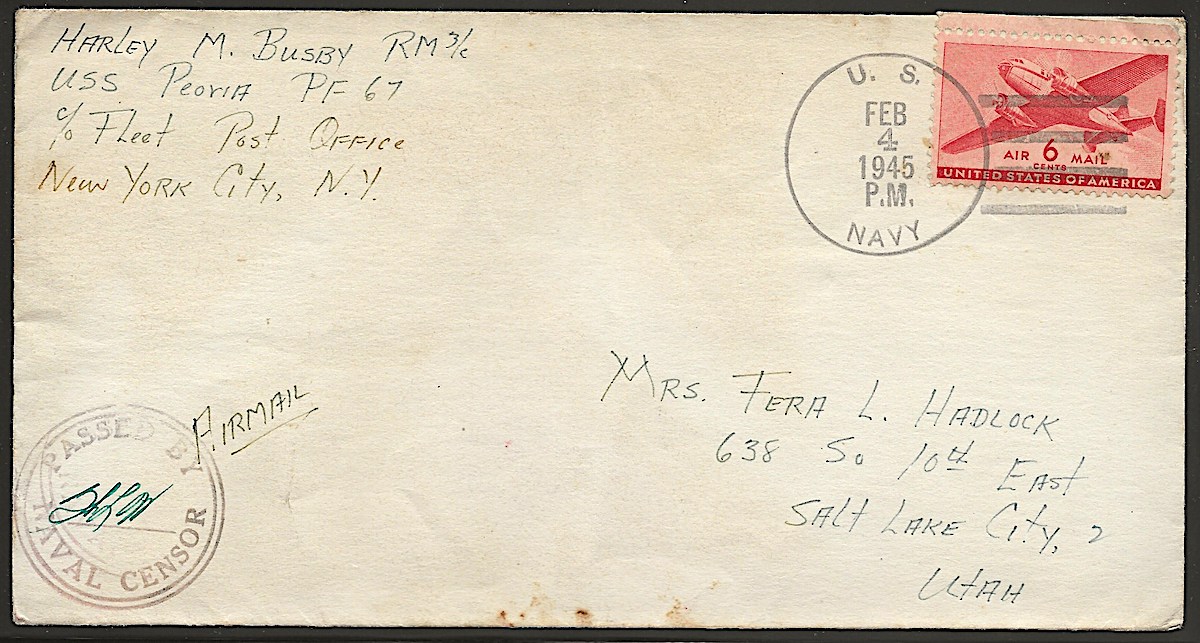 HARLEY M. BUSBY RM 3/c
USS PEORIA PF 67
c/o FLEET POST OFFICE
NEW YORK CITY, N.Y.
U. S.
FEB
4
1945
P.M.
NAVY
AIR 6 MAIL
CENTS
UNITED STATES OF AMERICA
MRS. FERA L. HADLOCK
638 So 10th EAST
SALT LAKE CITY, 2
UTAH
AIRMAIL
PASSED BY
NAVAL CENSOR